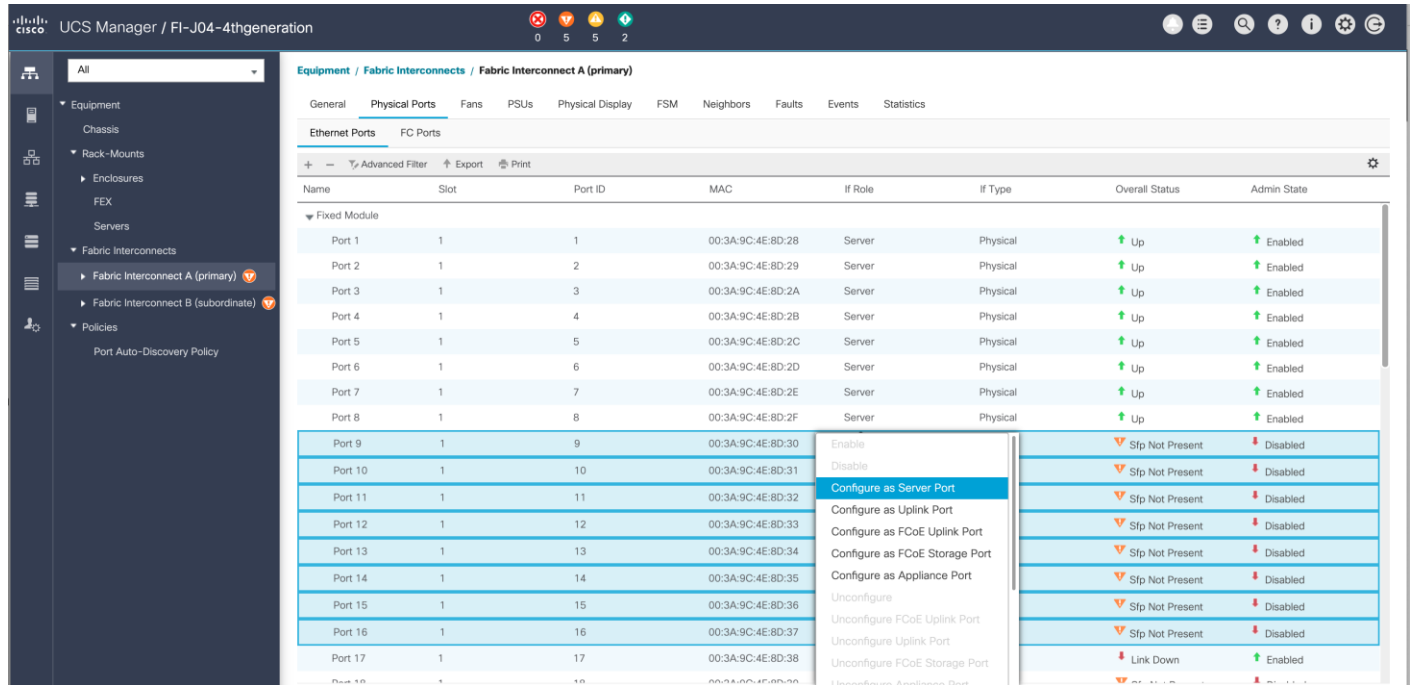 cisco UCS Manager / FI-J04-4thgeneration
0 5 5 2
All
Equipment
Chassis
Rack-Mounts
Enclosures
FEX
Servers
Fabric Interconnects
Fabric Interconnect A (primary)
Fabric Interconnect B (subordinate)
Policies
Port Auto-Discovery Policy
Equipment / Fabric Interconnects / Fabric Interconnect A (primary)
General Physical Ports Fans PSUs Physical Display FSM Neighbors Faults Events Statistics
Ethernet Ports FC Ports
+ − Advanced Filter Export Print
Name Slot Port ID MAC If Role If Type Overall Status Admin State
Fixed Module
Port 1 1 1 00:3A:9C:4E:8D:28 Server Physical Up Enabled
Port 2 1 2 00:3A:9C:4E:8D:29 Server Physical Up Enabled
Port 3 1 3 00:3A:9C:4E:8D:2A Server Physical Up Enabled
Port 4 1 4 00:3A:9C:4E:8D:2B Server Physical Up Enabled
Port 5 1 5 00:3A:9C:4E:8D:2C Server Physical Up Enabled
Port 6 1 6 00:3A:9C:4E:8D:2D Server Physical Up Enabled
Port 7 1 7 00:3A:9C:4E:8D:2E Server Physical Up Enabled
Port 8 1 8 00:3A:9C:4E:8D:2F Server Physical Up Enabled
Port 9 1 9 00:3A:9C:4E:8D:30 Sfp Not Present Disabled
Port 10 1 10 00:3A:9C:4E:8D:31 Sfp Not Present Disabled
Port 11 1 11 00:3A:9C:4E:8D:32 Sfp Not Present Disabled
Port 12 1 12 00:3A:9C:4E:8D:33 Sfp Not Present Disabled
Port 13 1 13 00:3A:9C:4E:8D:34 Sfp Not Present Disabled
Port 14 1 14 00:3A:9C:4E:8D:35 Sfp Not Present Disabled
Port 15 1 15 00:3A:9C:4E:8D:36 Sfp Not Present Disabled
Port 16 1 16 00:3A:9C:4E:8D:37 Sfp Not Present Disabled
Port 17 1 17 00:3A:9C:4E:8D:38 Link Down Enabled
Enable
Disable
Configure as Server Port
Configure as Uplink Port
Configure as FCoE Uplink Port
Configure as FCoE Storage Port
Configure as Appliance Port
Unconfigure
Unconfigure FCoE Uplink Port
Unconfigure Uplink Port
Unconfigure FCoE Storage Port
Unconfigure Appliance Port